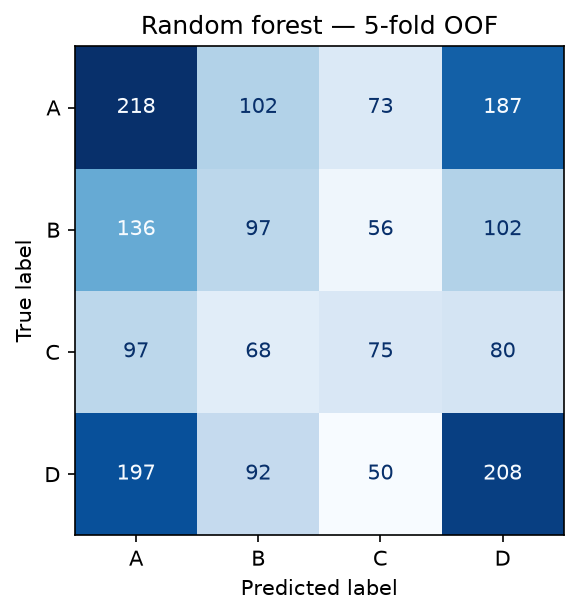 Random forest — 5-fold OOF
True label
A 218 102 73 187
B 136 97 56 102
C 97 68 75 80
D 197 92 50 208
A B C D
Predicted label